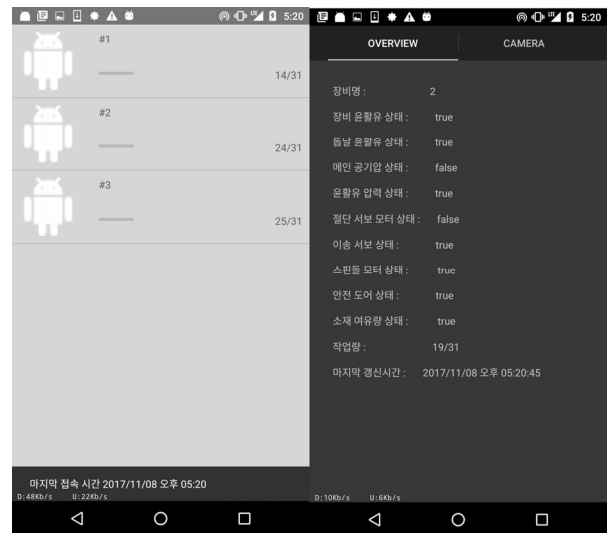 5:20
#1
14/31
#2
24/31
#3
25/31
마지막 접속 시간 2017/11/08 오후 05:20
D:48Kb/s U:22Kb/s
LTE 5:20
OVERVIEW CAMERA
장비명 : 2
장비 윤활유 상태 : true
톱날 윤활유 상태 : true
메인 공기압 상태 : false
윤활유 압력 상태 : true
절단 서보 모터 상태 : false
이송 서보 상태 : true
스핀들 모터 상태 : true
안전 도어 상태 : true
소재 여유량 상태 : true
작업량 : 19/31
마지막 갱신시간 : 2017/11/08 오후 05:20:45
D:10Kb/s U:6Kb/s